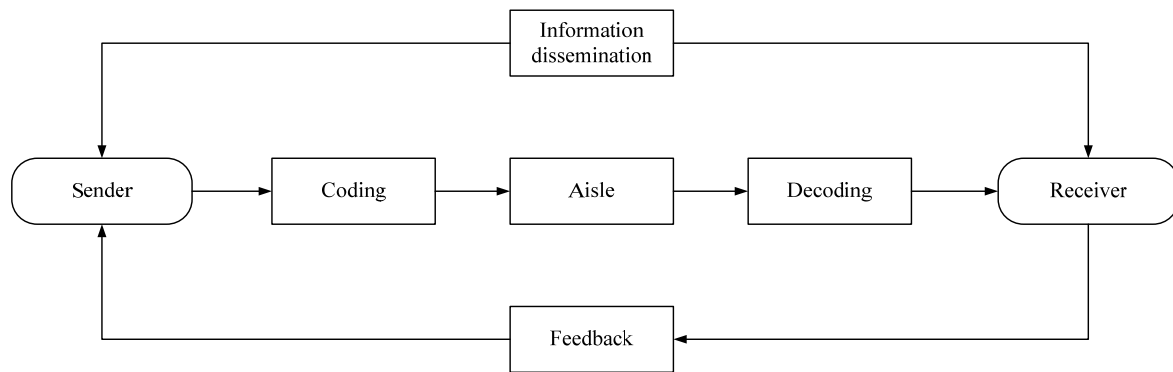 Information
dissemination
Sender
Coding
Aisle
Decoding
Receiver
Feedback